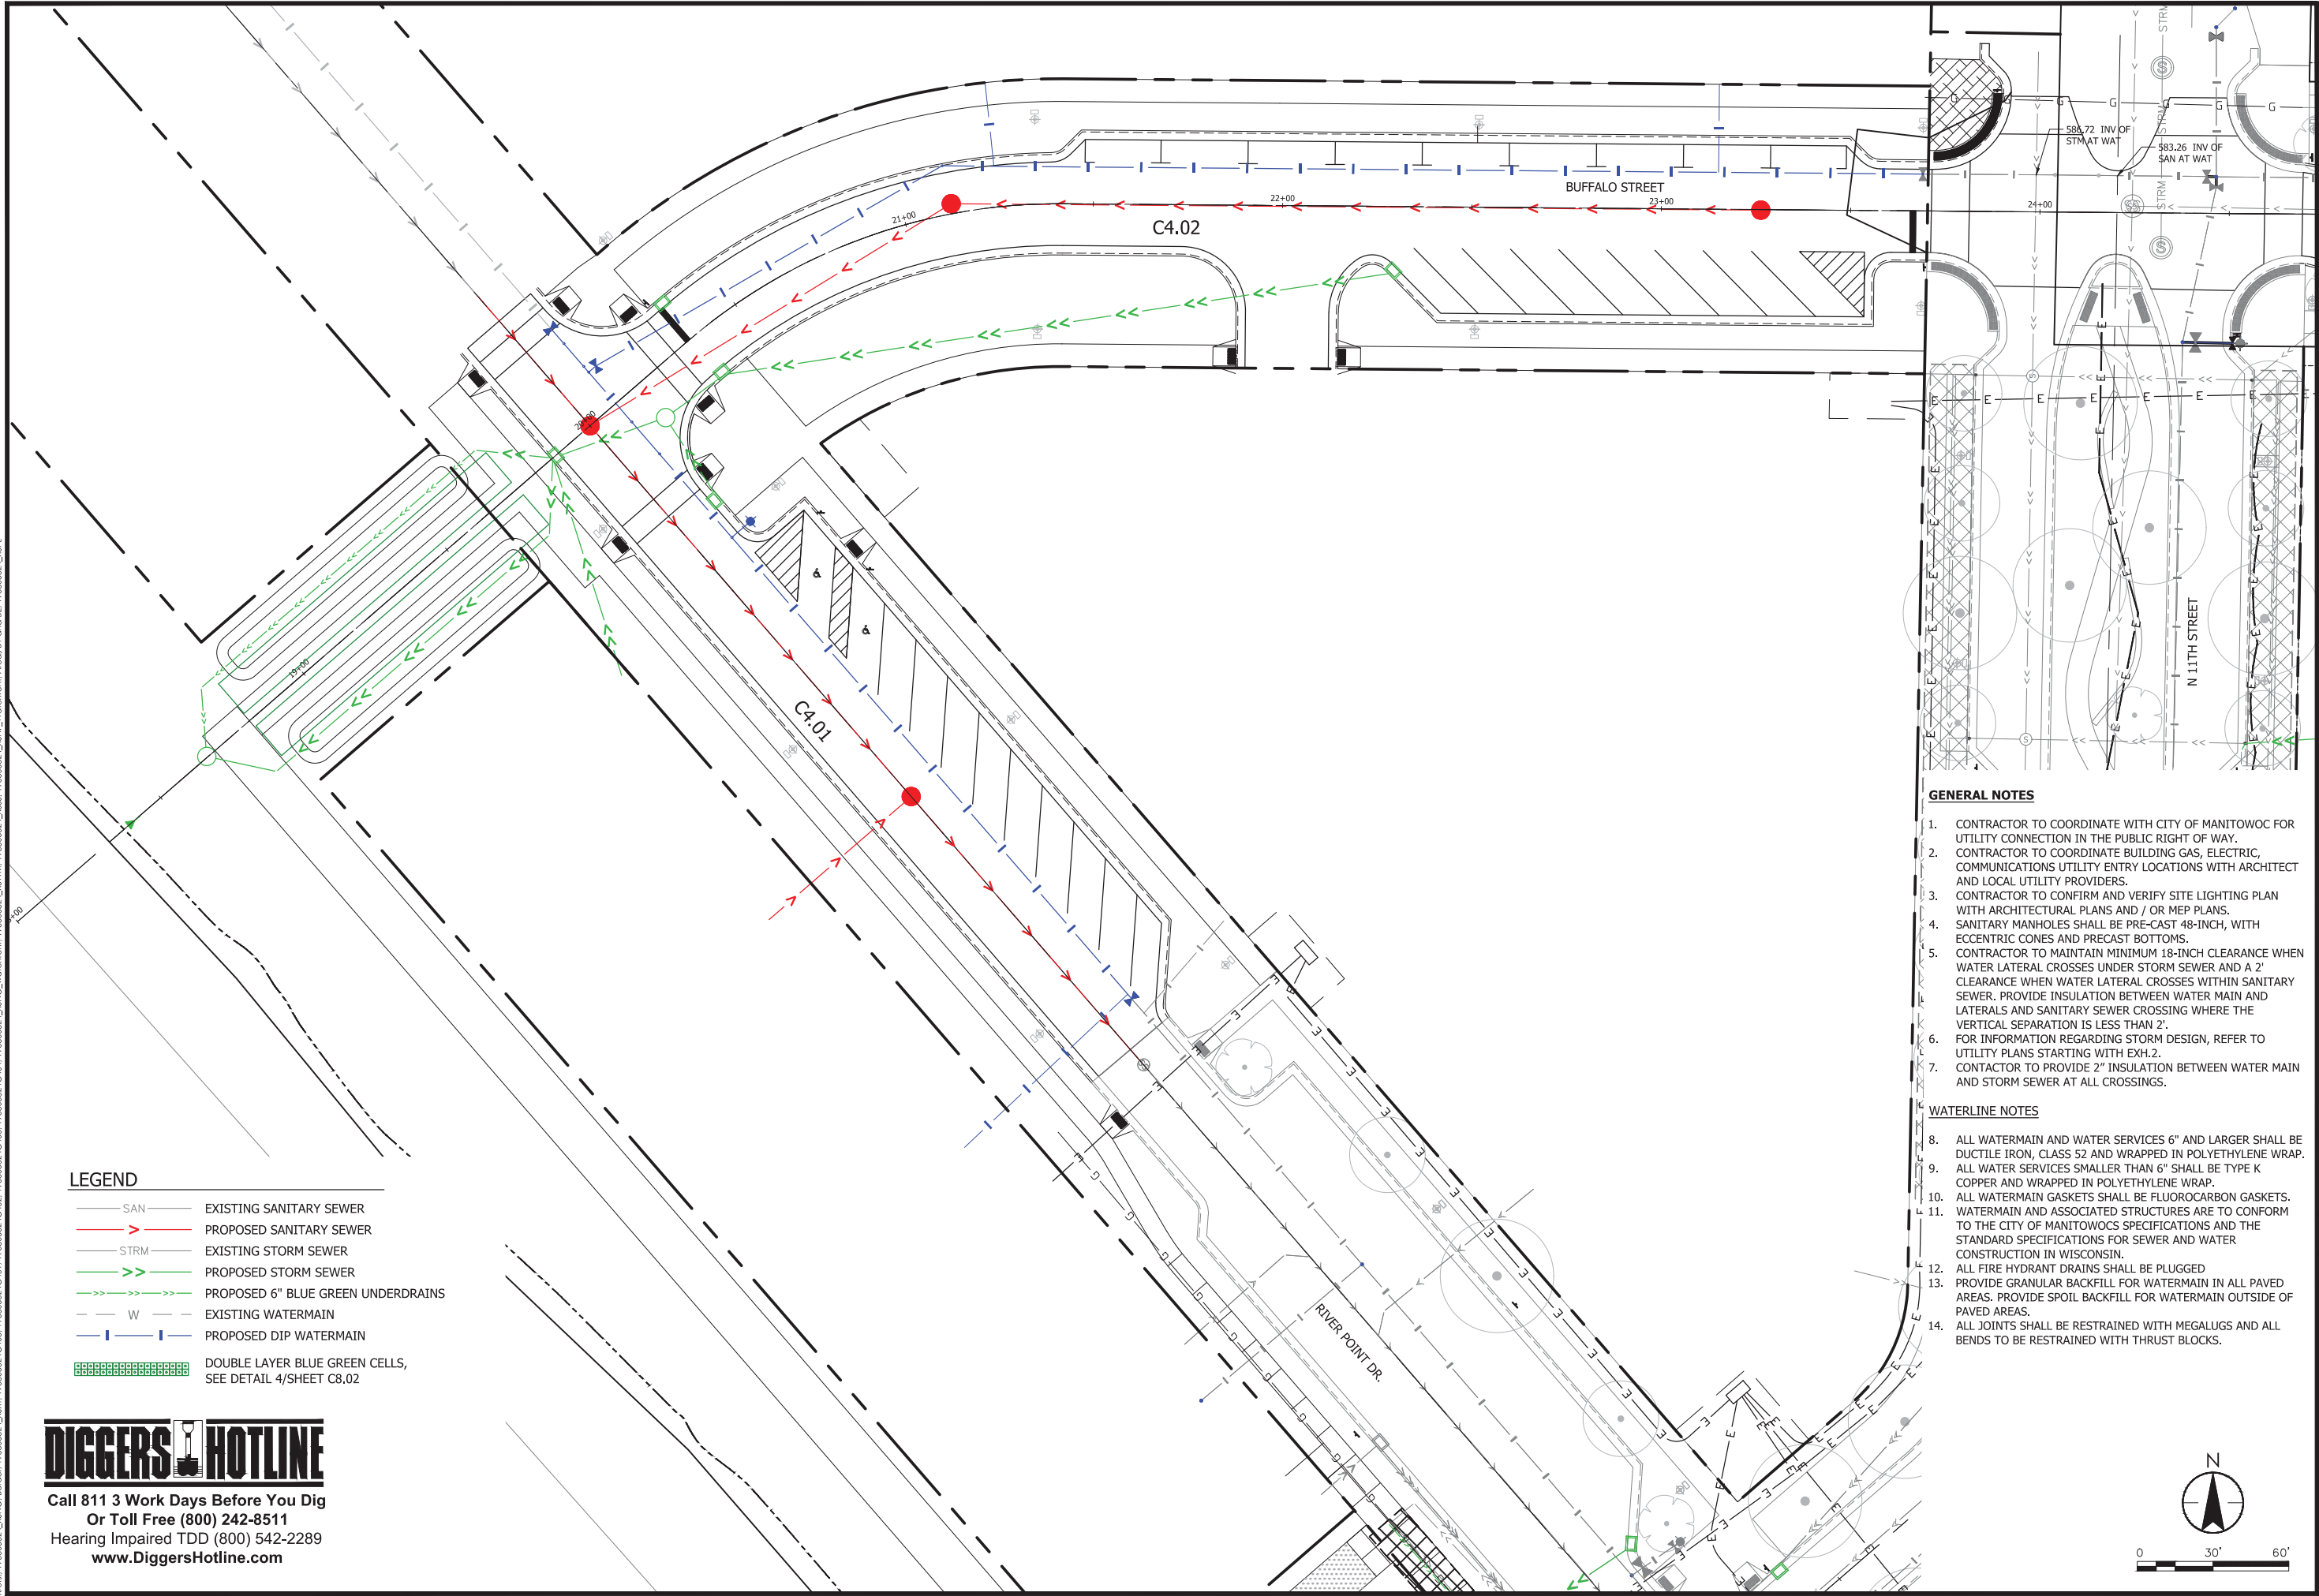 BUFFALO STREET
21+00
22+00
23+00
24+00
C4.02
586.72 INV OF
STM AT WAT
583.26 INV OF
SAN AT WAT
STRM
STRM
STRM
G
G
G
G
G
S
S
S
S
E
E
E
E
E
E
20+00
19+00
C4.01
N 11TH STREET
RIVER POINT DR.
GENERAL NOTES
1. CONTRACTOR TO COORDINATE WITH CITY OF MANITOWOC FOR
UTILITY CONNECTION IN THE PUBLIC RIGHT OF WAY.
2. CONTRACTOR TO COORDINATE BUILDING GAS, ELECTRIC,
COMMUNICATIONS UTILITY ENTRY LOCATIONS WITH ARCHITECT
AND LOCAL UTILITY PROVIDERS.
3. CONTRACTOR TO CONFIRM AND VERIFY SITE LIGHTING PLAN
WITH ARCHITECTURAL PLANS AND / OR MEP PLANS.
4. SANITARY MANHOLES SHALL BE PRE-CAST 48-INCH, WITH
ECCENTRIC CONES AND PRECAST BOTTOMS.
5. CONTRACTOR TO MAINTAIN MINIMUM 18-INCH CLEARANCE WHEN
WATER LATERAL CROSSES UNDER STORM SEWER AND A 2'
CLEARANCE WHEN WATER LATERAL CROSSES WITHIN SANITARY
SEWER. PROVIDE INSULATION BETWEEN WATER MAIN AND
LATERALS AND SANITARY SEWER CROSSING WHERE THE
VERTICAL SEPARATION IS LESS THAN 2'.
6. FOR INFORMATION REGARDING STORM DESIGN, REFER TO
UTILITY PLANS STARTING WITH EXH.2.
7. CONTACTOR TO PROVIDE 2" INSULATION BETWEEN WATER MAIN
AND STORM SEWER AT ALL CROSSINGS.
WATERLINE NOTES
8. ALL WATERMAIN AND WATER SERVICES 6" AND LARGER SHALL BE
DUCTILE IRON, CLASS 52 AND WRAPPED IN POLYETHYLENE WRAP.
9. ALL WATER SERVICES SMALLER THAN 6" SHALL BE TYPE K
COPPER AND WRAPPED IN POLYETHYLENE WRAP.
10. ALL WATERMAIN GASKETS SHALL BE FLUOROCARBON GASKETS.
11. WATERMAIN AND ASSOCIATED STRUCTURES ARE TO CONFORM
TO THE CITY OF MANITOWOCS SPECIFICATIONS AND THE
STANDARD SPECIFICATIONS FOR SEWER AND WATER
CONSTRUCTION IN WISCONSIN.
12. ALL FIRE HYDRANT DRAINS SHALL BE PLUGGED
13. PROVIDE GRANULAR BACKFILL FOR WATERMAIN IN ALL PAVED
AREAS. PROVIDE SPOIL BACKFILL FOR WATERMAIN OUTSIDE OF
PAVED AREAS.
14. ALL JOINTS SHALL BE RESTRAINED WITH MEGALUGS AND ALL
BENDS TO BE RESTRAINED WITH THRUST BLOCKS.
LEGEND
SAN EXISTING SANITARY SEWER
PROPOSED SANITARY SEWER
STRM EXISTING STORM SEWER
PROPOSED STORM SEWER
PROPOSED 6" BLUE GREEN UNDERDRAINS
W EXISTING WATERMAIN
PROPOSED DIP WATERMAIN
DOUBLE LAYER BLUE GREEN CELLS,
SEE DETAIL 4/SHEET C8.02
DIGGERS HOTLINE
Call 811 3 Work Days Before You Dig
Or Toll Free (800) 242-8511
Hearing Impaired TDD (800) 542-2289
www.DiggersHotline.com
N
0 30' 60'